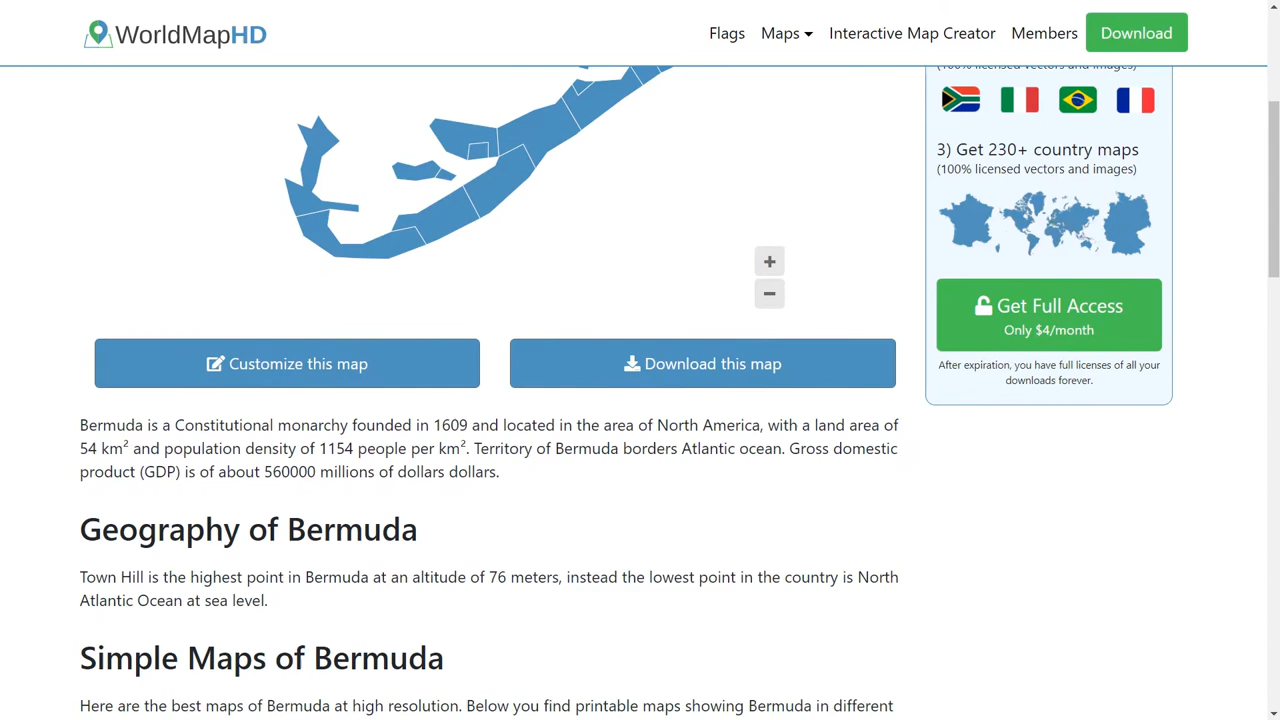 WorldMapHD
Flags
Maps
Interactive Map Creator
Members
Download
(100% licensed vectors and images)
3) Get 230+ country maps
(100% licensed vectors and images)
Get Full Access
Only $4/month
After expiration, you have full licenses of all your
downloads forever.
+
−
Customize this map
Download this map
Bermuda is a Constitutional monarchy founded in 1609 and located in the area of North America, with a land area of
54 km² and population density of 1154 people per km². Territory of Bermuda borders Atlantic ocean. Gross domestic
product (GDP) is of about 560000 millions of dollars dollars.
Geography of Bermuda
Town Hill is the highest point in Bermuda at an altitude of 76 meters, instead the lowest point in the country is North
Atlantic Ocean at sea level.
Simple Maps of Bermuda
Here are the best maps of Bermuda at high resolution. Below you find printable maps showing Bermuda in different